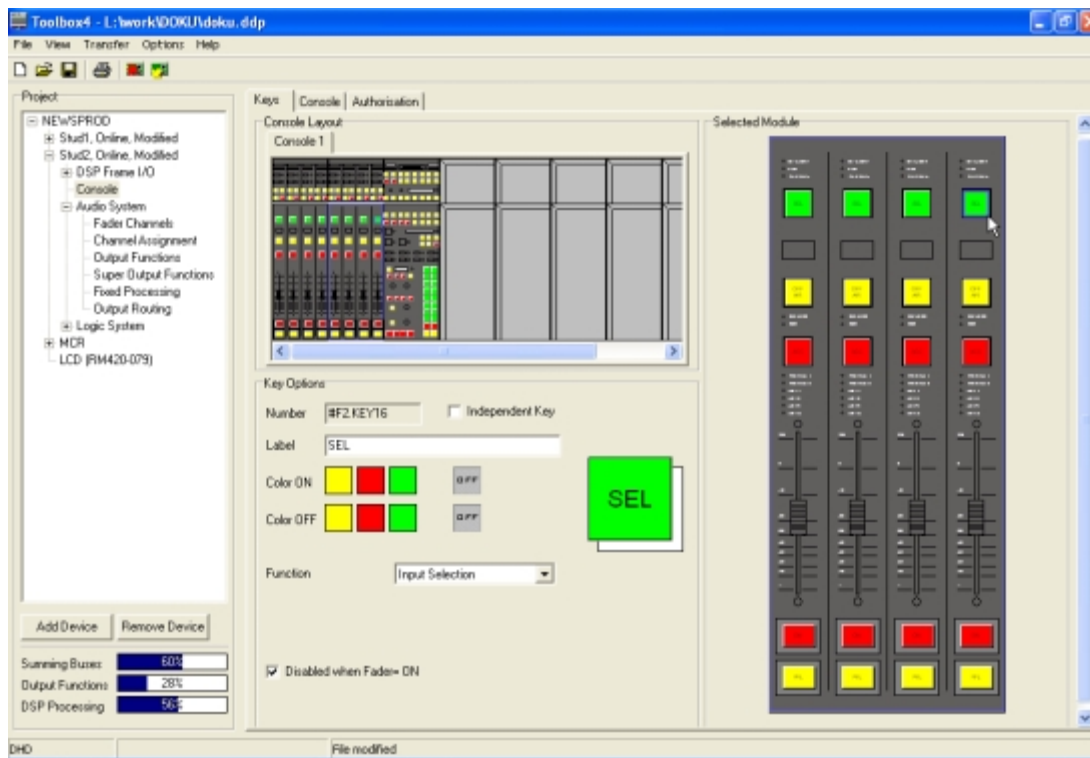 Toolbox4 - L:\work\DOKU\doku.ddp
File View Transfer Options Help
Project
NEWSPROD
Stud1, Online, Modified
Stud2, Online, Modified
DSP Frame I/O
Console
Audio System
Fader Channels
Channel Assignment
Output Functions
Super Output Functions
Fixed Processing
Output Routing
Logic System
MCR
LCD (RM420-079)
Add Device Remove Device
Summing Buses 60%
Output Functions 28%
DSP Processing 56%
Keys Console Authorisation
Console Layout
Console 1
Key Options
Number #F2.KEY16 Independent Key
Label SEL
Color ON OFF
Color OFF OFF
SEL
Function Input Selection
Disabled when Fader= ON
Selected Module
DHD File modified